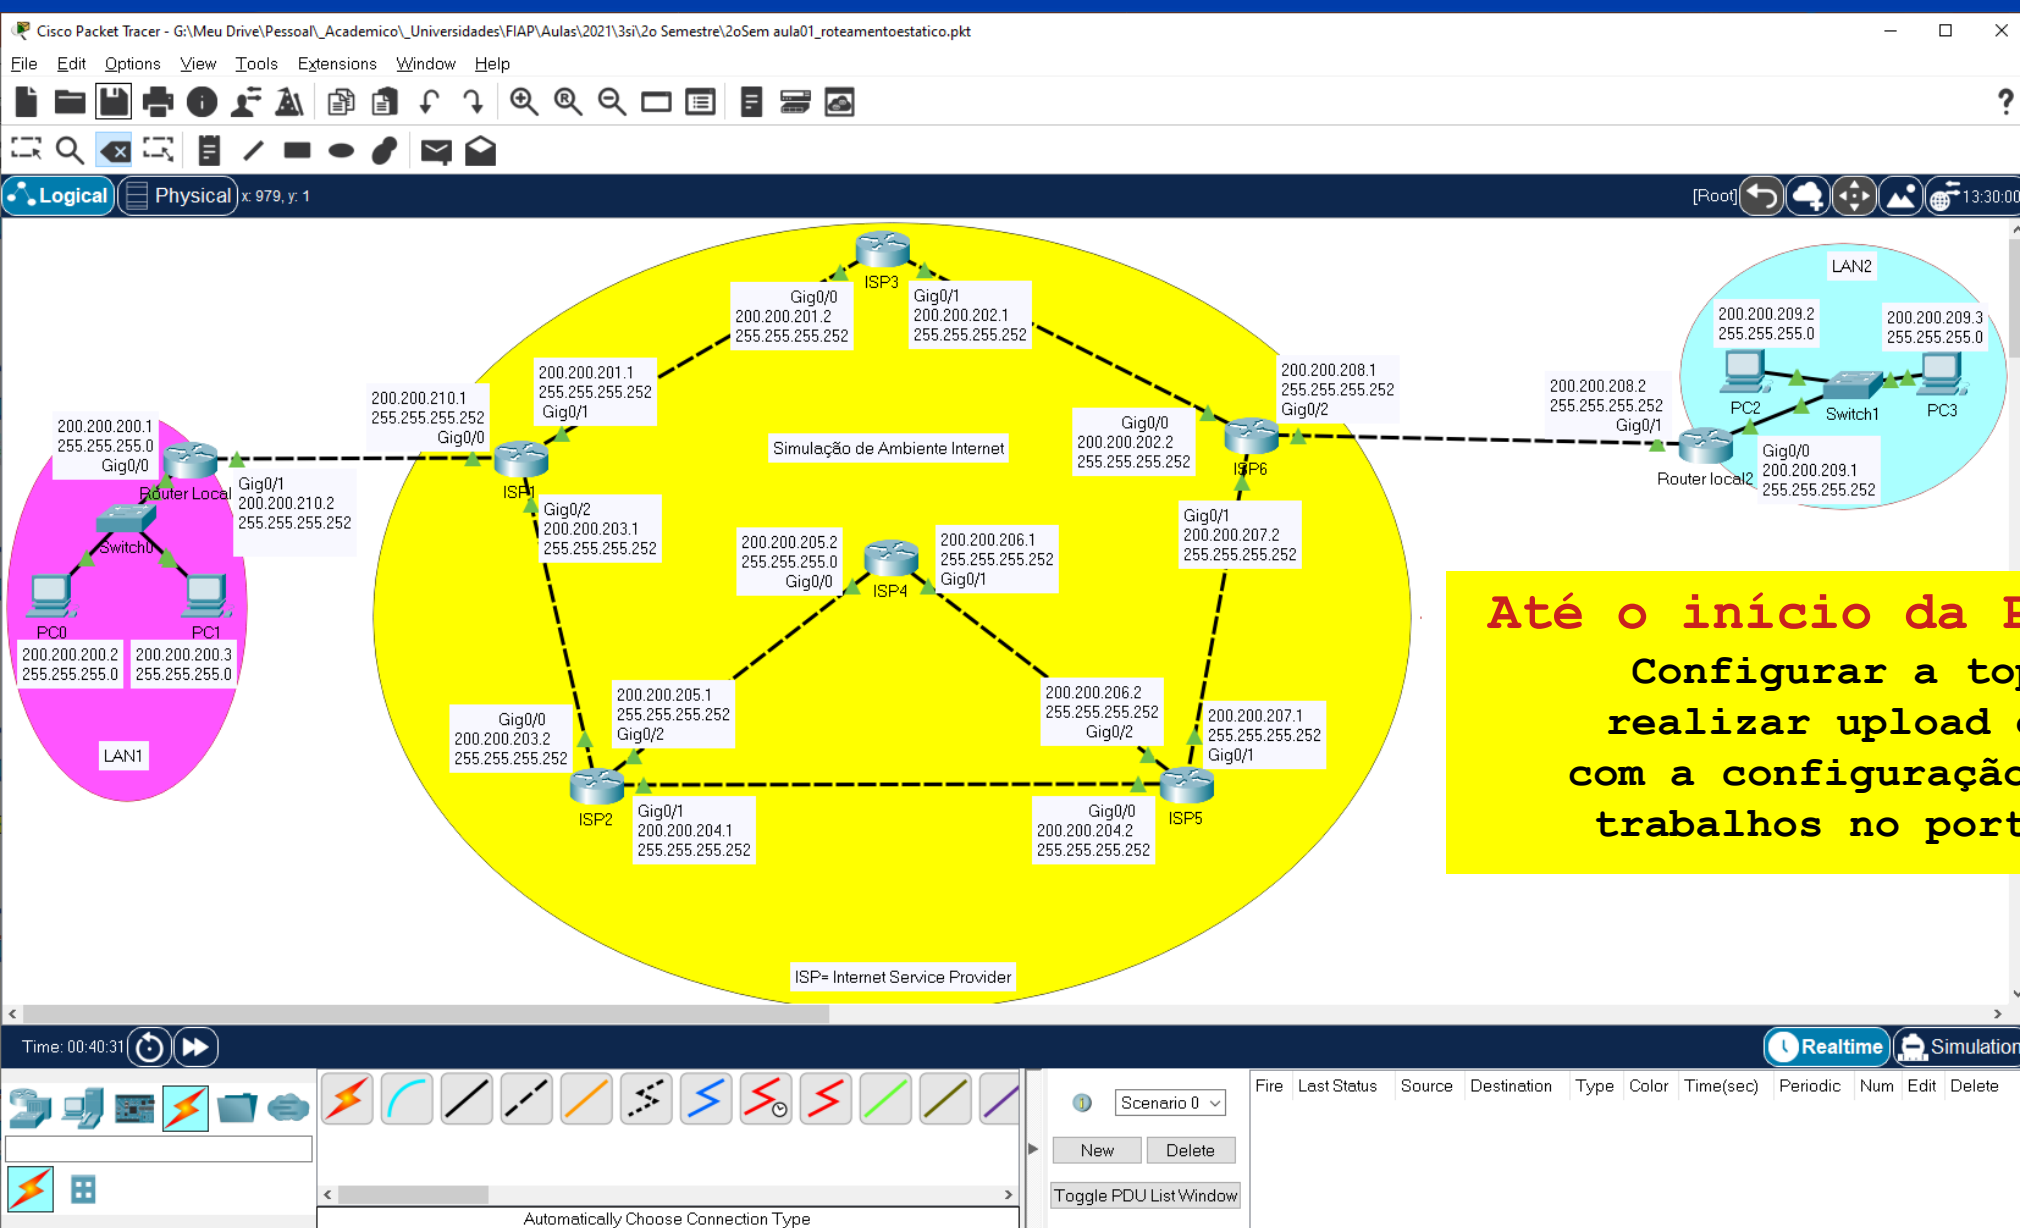 Cisco Packet Tracer - G:\Meu Drive\Pessoal\_Academico\_Universidades\FIAP\Aulas\2021\3si\2o Semestre\2oSem aula01_roteamentoestatico.pkt
File Edit Options View Tools Extensions Window Help
?
Logical
Physical
x: 979, y: 1
[Root]
13:30:00
ISP3
Gig0/0
200.200.201.2
255.255.255.252
Gig0/1
200.200.202.1
255.255.255.252
LAN2
200.200.209.2
255.255.255.0
200.200.209.3
255.255.255.0
PC2
Switch1
PC3
200.200.201.1
255.255.255.252
Gig0/1
200.200.210.1
255.255.255.252
Gig0/0
200.200.208.1
255.255.255.252
Gig0/2
200.200.208.2
255.255.255.252
Gig0/1
200.200.200.1
255.255.255.0
Gig0/0
Router Local
Gig0/1
200.200.210.2
255.255.255.252
ISP1
Simulação de Ambiente Internet
Gig0/0
200.200.202.2
255.255.255.252
ISP6
Router local2
Gig0/0
200.200.209.1
255.255.255.252
Switch0
Gig0/2
200.200.203.1
255.255.255.252
200.200.205.2
255.255.255.0
Gig0/0
ISP4
200.200.206.1
255.255.255.252
Gig0/1
Gig0/1
200.200.207.2
255.255.255.252
PC0
PC1
200.200.200.2
255.255.255.0
200.200.200.3
255.255.255.0
LAN1
Até o início da
Configurar a
realizar upload
com a configuração
trabalhos no
Gig0/0
200.200.203.2
255.255.255.252
200.200.205.1
255.255.255.252
Gig0/2
200.200.206.2
255.255.255.252
Gig0/2
200.200.207.1
255.255.255.252
Gig0/1
ISP2
Gig0/1
200.200.204.1
255.255.255.252
Gig0/0
200.200.204.2
255.255.255.252
ISP5
ISP= Internet Service Provider
Time: 00:40:31
Realtime
Simulation
Scenario 0
New
Delete
Toggle PDU List Window
Fire Last Status Source Destination Type Color Time(sec) Periodic Num Edit Delete
Automatically Choose Connection Type